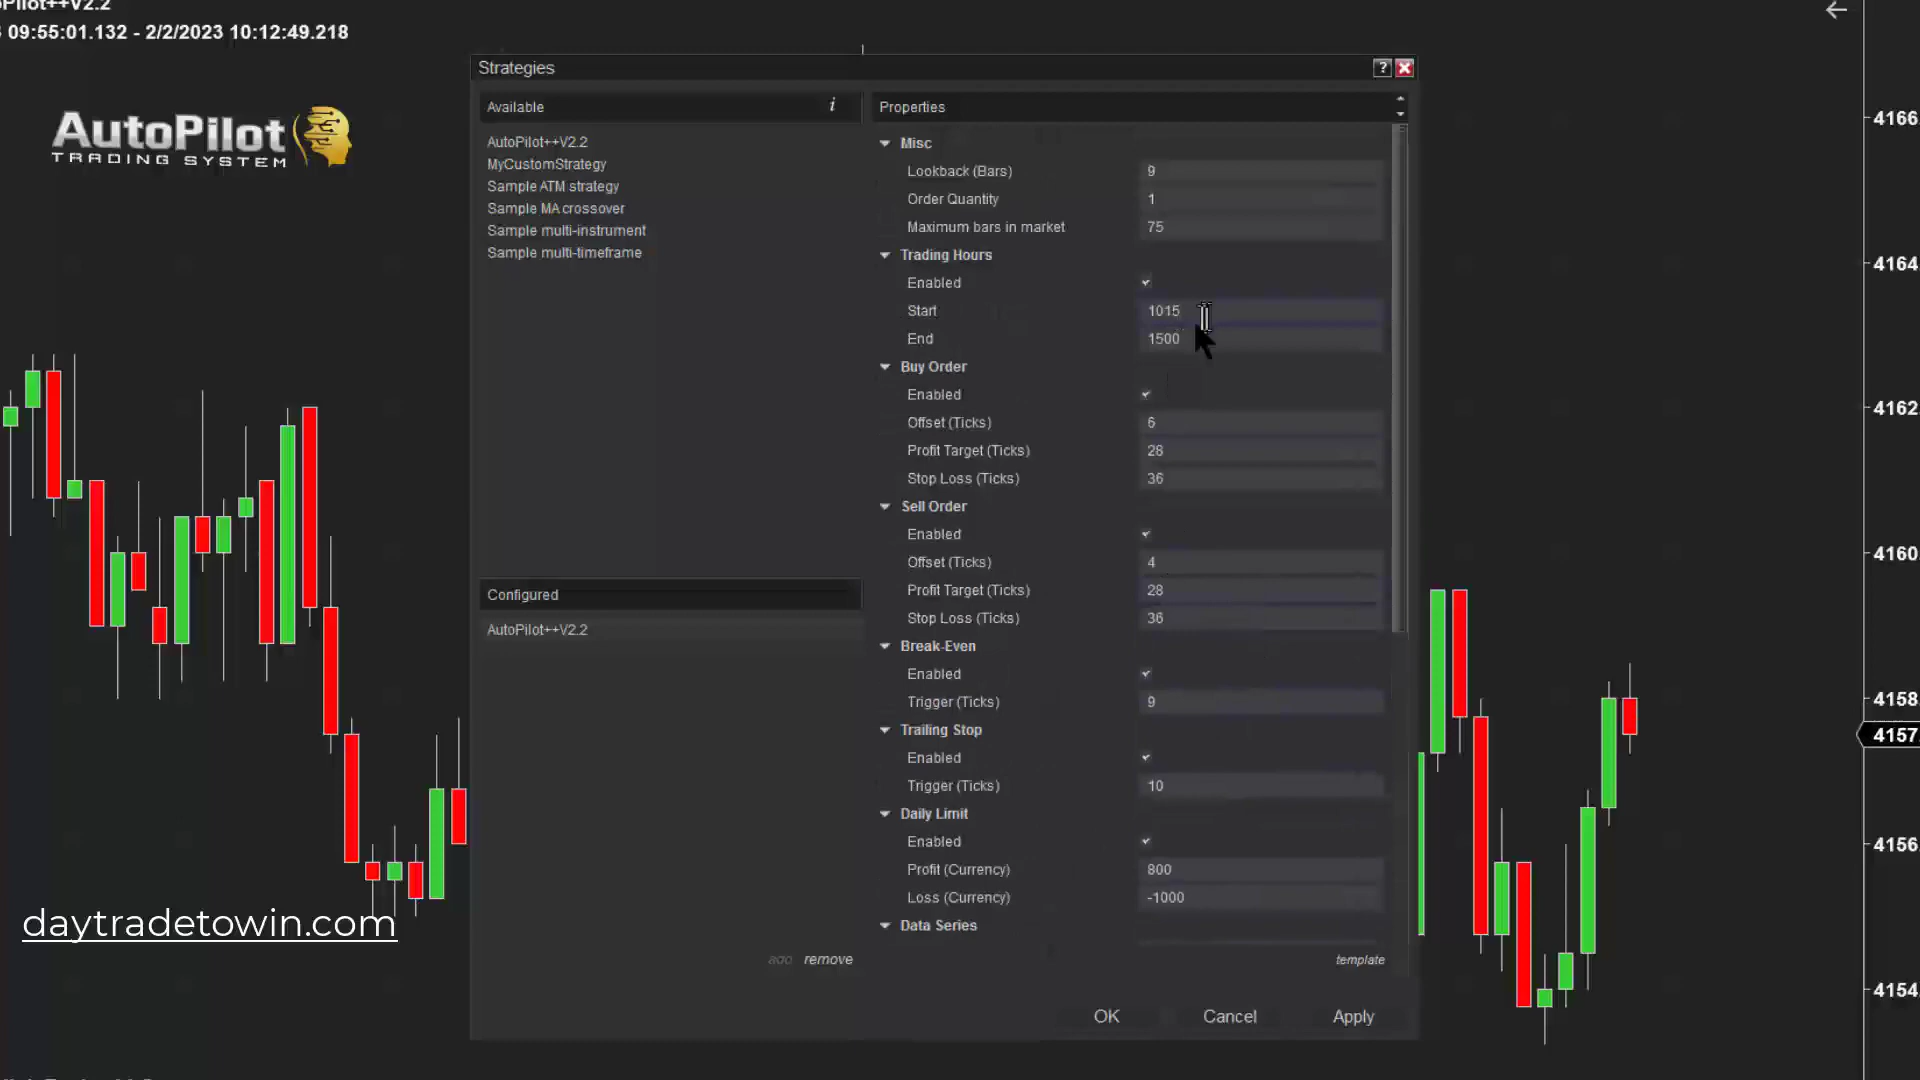 Pilot++V2.2
09:55:01.132 - 2/2/2023 10:12:49.218
AutoPilot
TRADING SYSTEM
Strategies
?
Available
i
AutoPilot++V2.2
MyCustomStrategy
Sample ATM strategy
Sample MA crossover
Sample multi-instrument
Sample multi-timeframe
Configured
AutoPilot++V2.2
add remove
Properties
Misc
Lookback (Bars) 9
Order Quantity 1
Maximum bars in market 75
Trading Hours
Enabled
Start 1015
End 1500
Buy Order
Enabled
Offset (Ticks) 6
Profit Target (Ticks) 28
Stop Loss (Ticks) 36
Sell Order
Enabled
Offset (Ticks) 4
Profit Target (Ticks) 28
Stop Loss (Ticks) 36
Break-Even
Enabled
Trigger (Ticks) 9
Trailing Stop
Enabled
Trigger (Ticks) 10
Daily Limit
Enabled
Profit (Currency) 800
Loss (Currency) -1000
Data Series
template
OK Cancel Apply
4166
4164
4162
4160
4158
4157
4156
4154
daytradetowin.com